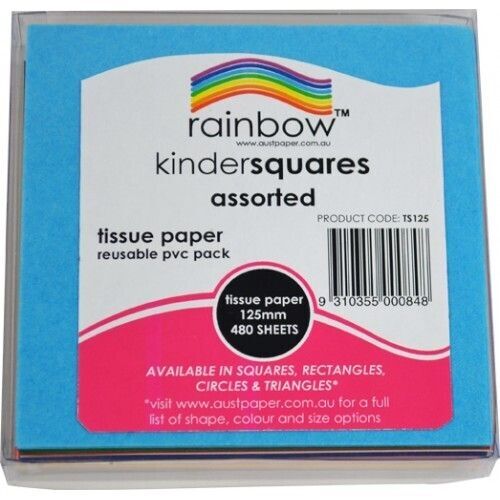 rainbow™
www.austpaper.com.au
kindersquares
assorted
PRODUCT CODE: TS125
tissue paper
reusable pvc pack
tissue paper
125mm
480 SHEETS
9 310355 000848
AVAILABLE IN SQUARES, RECTANGLES,
CIRCLES & TRIANGLES*
*visit www.austpaper.com.au for a full
list of shape, colour and size options